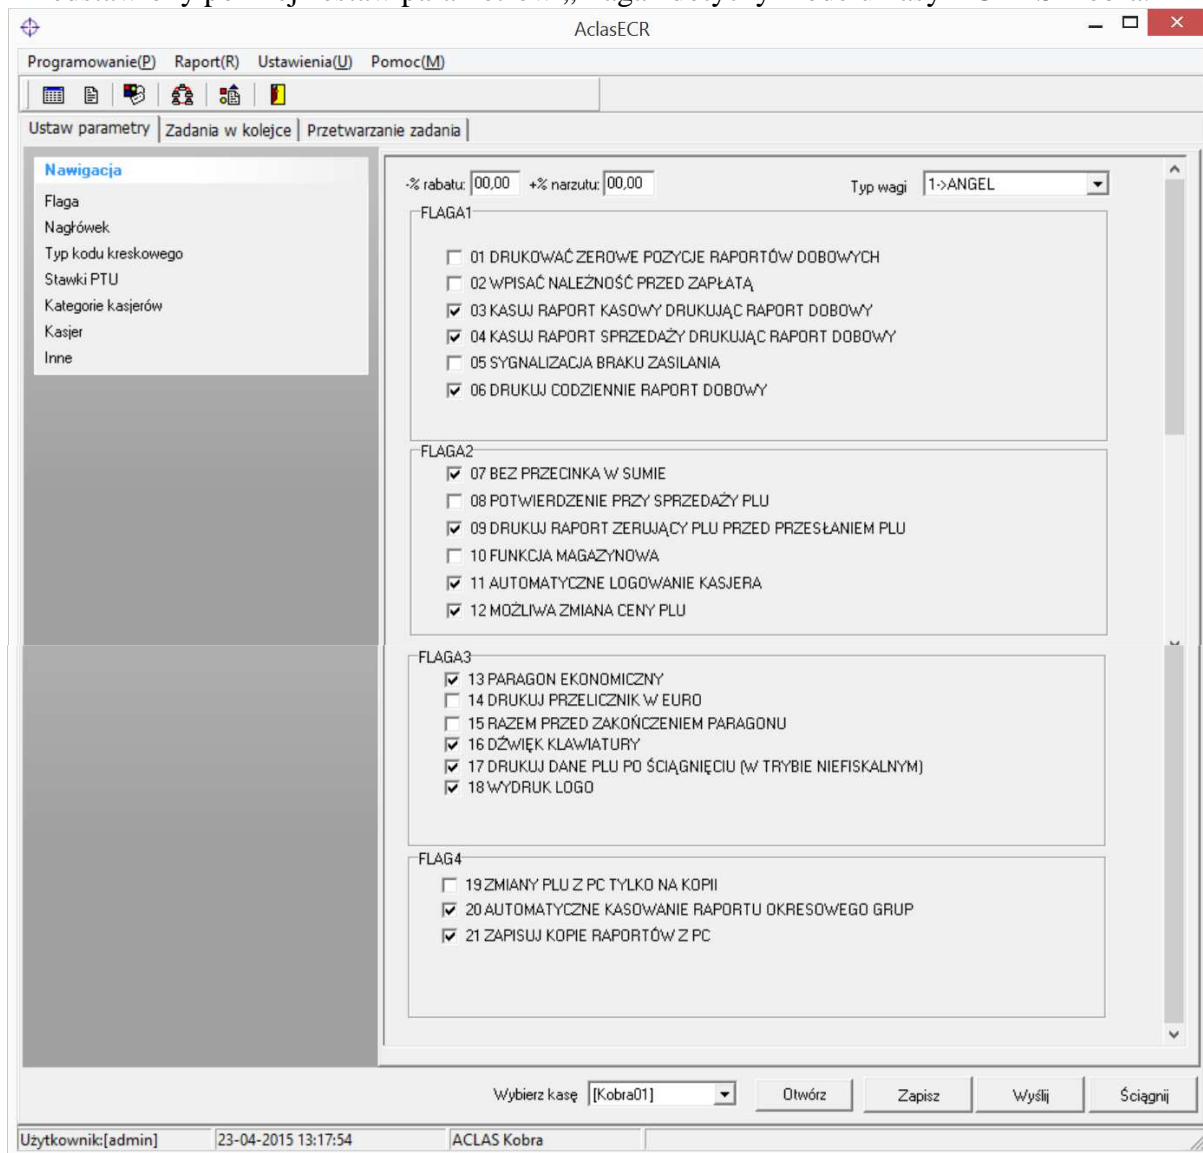 AclasECR
Programowanie(P) Raport(R) Ustawienia(U) Pomoc(M)
Ustaw parametry Zadania w kolejce Przetwarzanie zadania
Nawigacja
Flaga
Nagłówek
Typ kodu kreskowego
Stawki PTU
Kategorie kasjerów
Kasjer
Inne
-% rabatu: 00,00 +% narzutu: 00,00 Typ wagi 1->ANGEL
FLAGA1
01 DRUKOWAĆ ZEROWE POZYCJE RAPORTÓW DOBOWYCH
02 WPISAĆ NALEŻNOŚĆ PRZED ZAPŁATĄ
03 KASUJ RAPORT KASOWY DRUKUJĄC RAPORT DOBOWY
04 KASUJ RAPORT SPRZEDAŻY DRUKUJĄC RAPORT DOBOWY
05 SYGNALIZACJA BRAKU ZASILANIA
06 DRUKUJ CODZIENNIE RAPORT DOBOWY
FLAGA2
07 BEZ PRZECINKA W SUMIE
08 POTWIERDZENIE PRZY SPRZEDAŻY PLU
09 DRUKUJ RAPORT ZERUJĄCY PLU PRZED PRZESŁANIEM PLU
10 FUNKCJA MAGAZYNOWA
11 AUTOMATYCZNE LOGOWANIE KASJERA
12 MOŻLIWA ZMIANA CENY PLU
FLAGA3
13 PARAGON EKONOMICZNY
14 DRUKUJ PRZELICZNIK W EURO
15 RAZEM PRZED ZAKOŃCZENIEM PARAGONU
16 DŹWIĘK KLAWIATURY
17 DRUKUJ DANE PLU PO ŚCIĄGNIĘCIU (W TRYBIE NIEFISKALNYM)
18 WYDRUK LOGO
FLAG4
19 ZMIANY PLU Z PC TYLKO NA KOPII
20 AUTOMATYCZNE KASOWANIE RAPORTU OKRESOWEGO GRUP
21 ZAPISUJ KOPIE RAPORTÓW Z PC
Wybierz kasę [Kobra01] Otwórz Zapisz Wyślij Ściągnij
Użytkownik:[admin] 23-04-2015 13:17:54 ACLAS Kobra